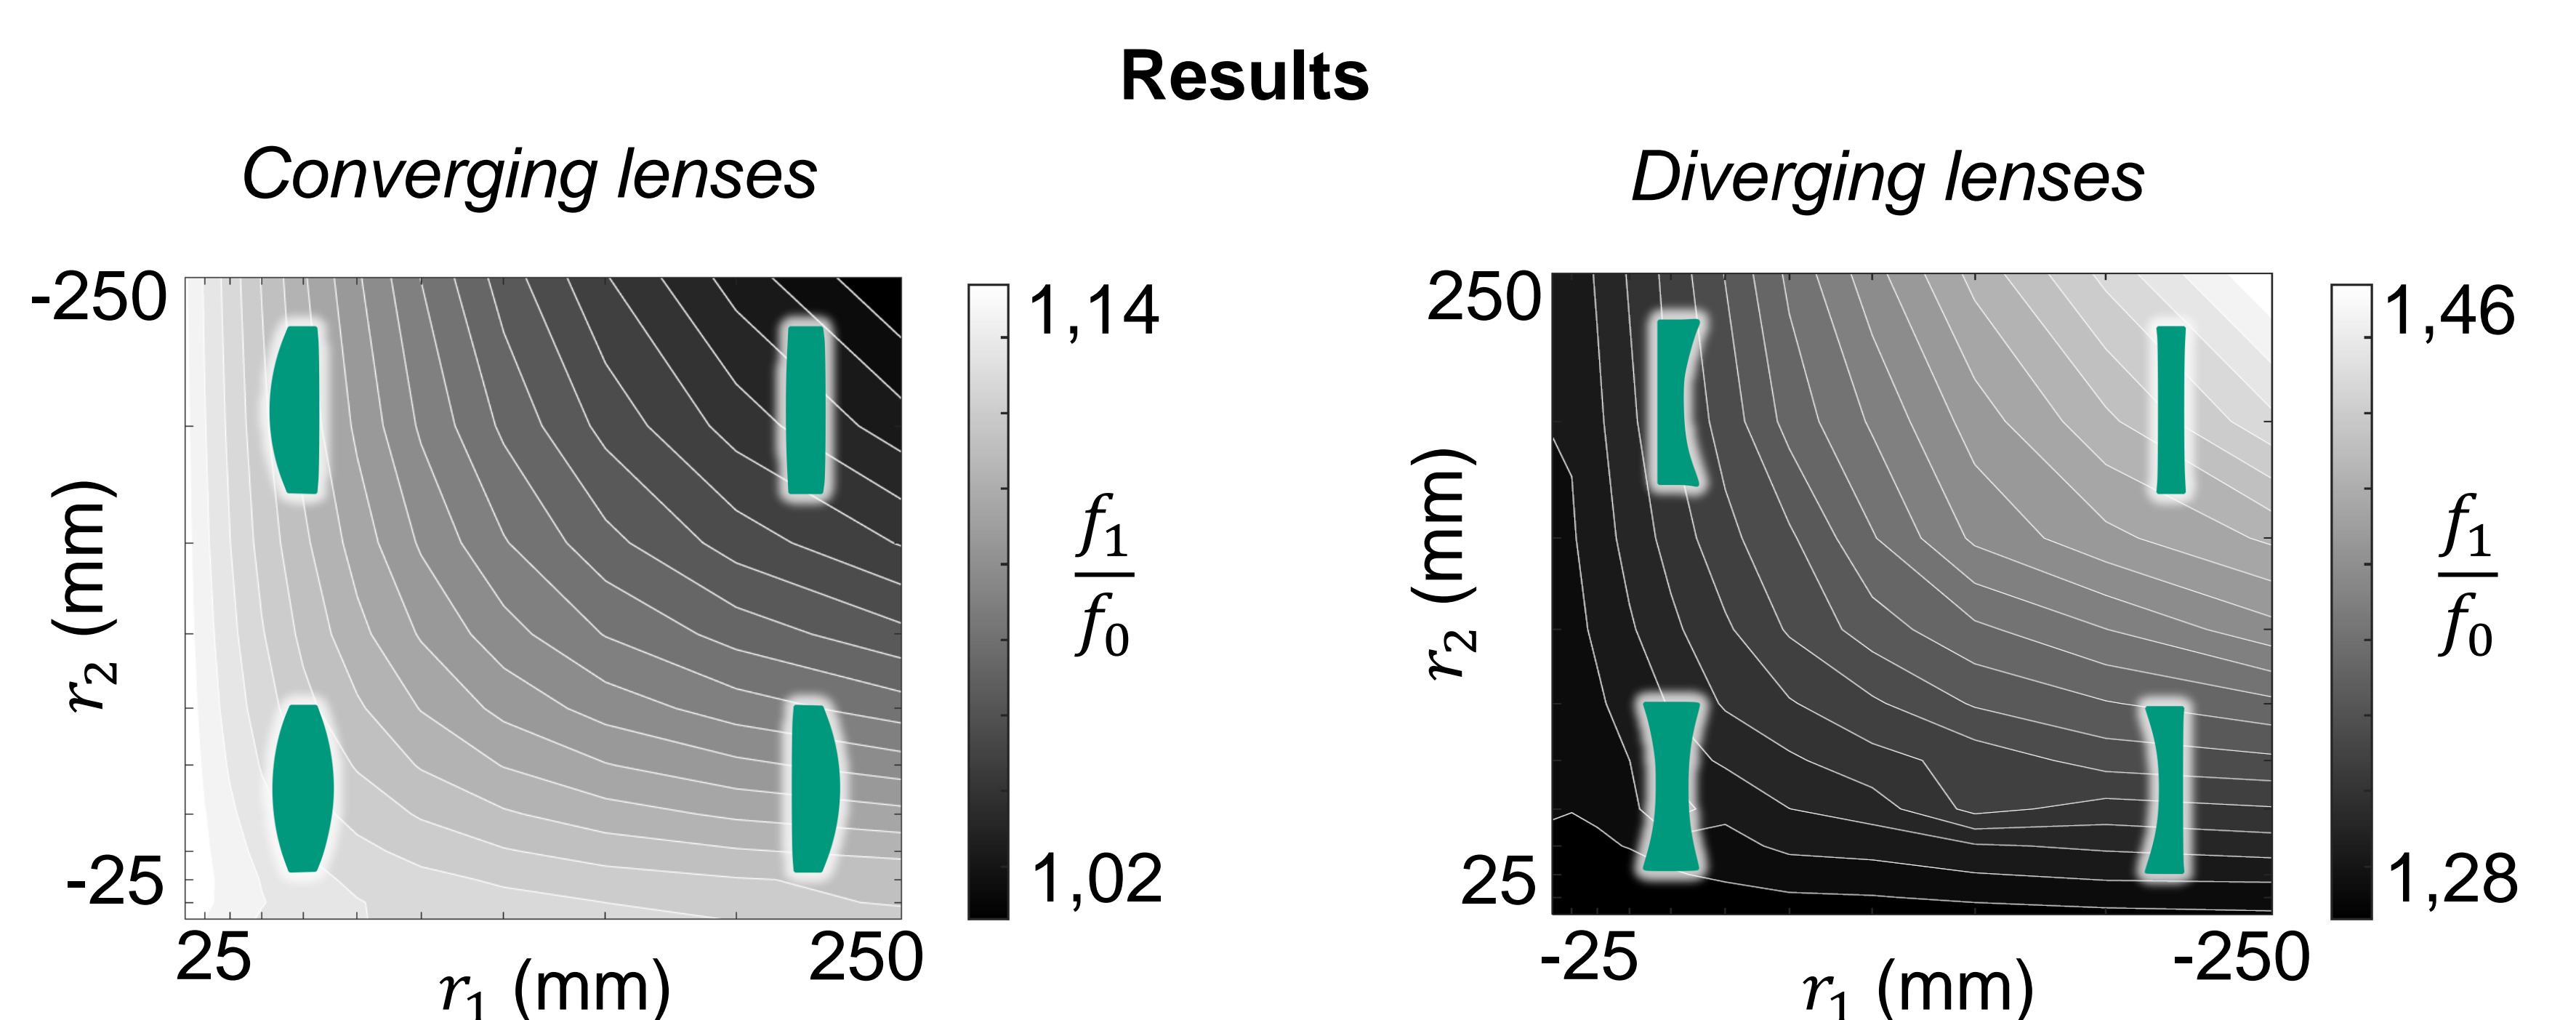 Results
Converging lenses
-250
-25
r2 (mm)
25
250
r1 (mm)
1,14
1,02
f1
f0
Diverging lenses
250
25
r2 (mm)
-25
-250
r1 (mm)
1,46
1,28
f1
f0